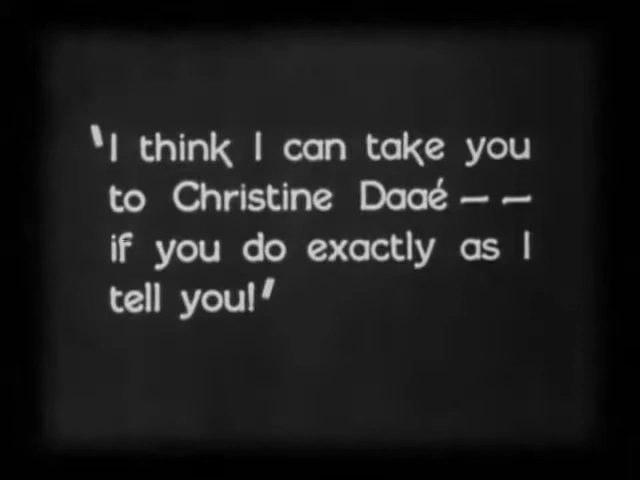 "I think I can take you
to Christine Daaé — —
if you do exactly as I
tell you!"